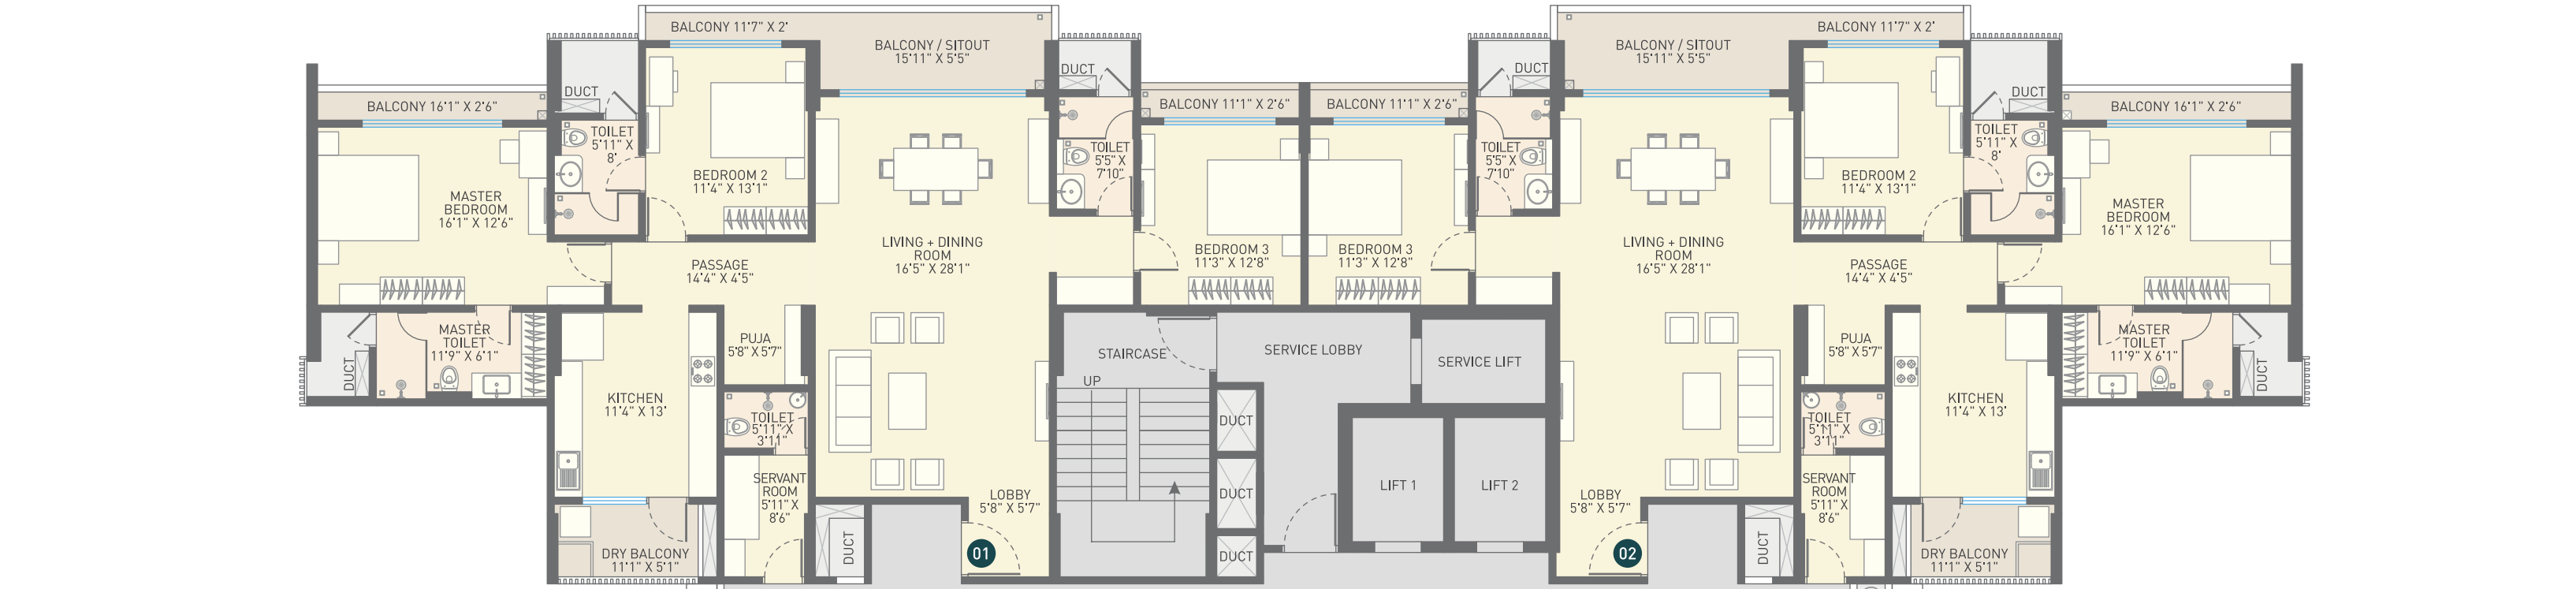 BALCONY 11'7" X 2'
BALCONY / SITOUT
15'11" X 5'5"
DUCT
DUCT
BALCONY 16'1" X 2'6"
BALCONY 11'1" X 2'6"
TOILET
5'11" X
8'
BEDROOM 2
11'4" X 13'1"
TOILET
5'5" X
7'10"
MASTER
BEDROOM
16'1" X 12'6"
LIVING + DINING
ROOM
16'5" X 28'1"
BEDROOM 3
11'3" X 12'8"
PASSAGE
14'4" X 4'5"
MASTER
TOILET
11'9" X 6'1"
DUCT
PUJA
5'8" X 5'7"
KITCHEN
11'4" X 13'
TOILET
5'11" X
3'11"
SERVANT
ROOM
5'11" X
8'6"
LOBBY
5'8" X 5'7"
DRY BALCONY
11'1" X 5'1"
DUCT
01
STAIRCASE
UP
SERVICE LOBBY
SERVICE LIFT
DUCT
DUCT
DUCT
LIFT 1
LIFT 2
BALCONY / SITOUT
15'11" X 5'5"
BALCONY 11'7" X 2'
DUCT
DUCT
BALCONY 11'1" X 2'6"
BALCONY 16'1" X 2'6"
TOILET
5'5" X
7'10"
BEDROOM 2
11'4" X 13'1"
TOILET
5'11" X
8'
BEDROOM 3
11'3" X 12'8"
LIVING + DINING
ROOM
16'5" X 28'1"
MASTER
BEDROOM
16'1" X 12'6"
PASSAGE
14'4" X 4'5"
PUJA
5'8" X 5'7"
MASTER
TOILET
11'9" X 6'1"
DUCT
KITCHEN
11'4" X 13'
TOILET
5'11" X
3'11"
SERVANT
ROOM
5'11" X
8'6"
LOBBY
5'8" X 5'7"
02
DUCT
DRY BALCONY
11'1" X 5'1"